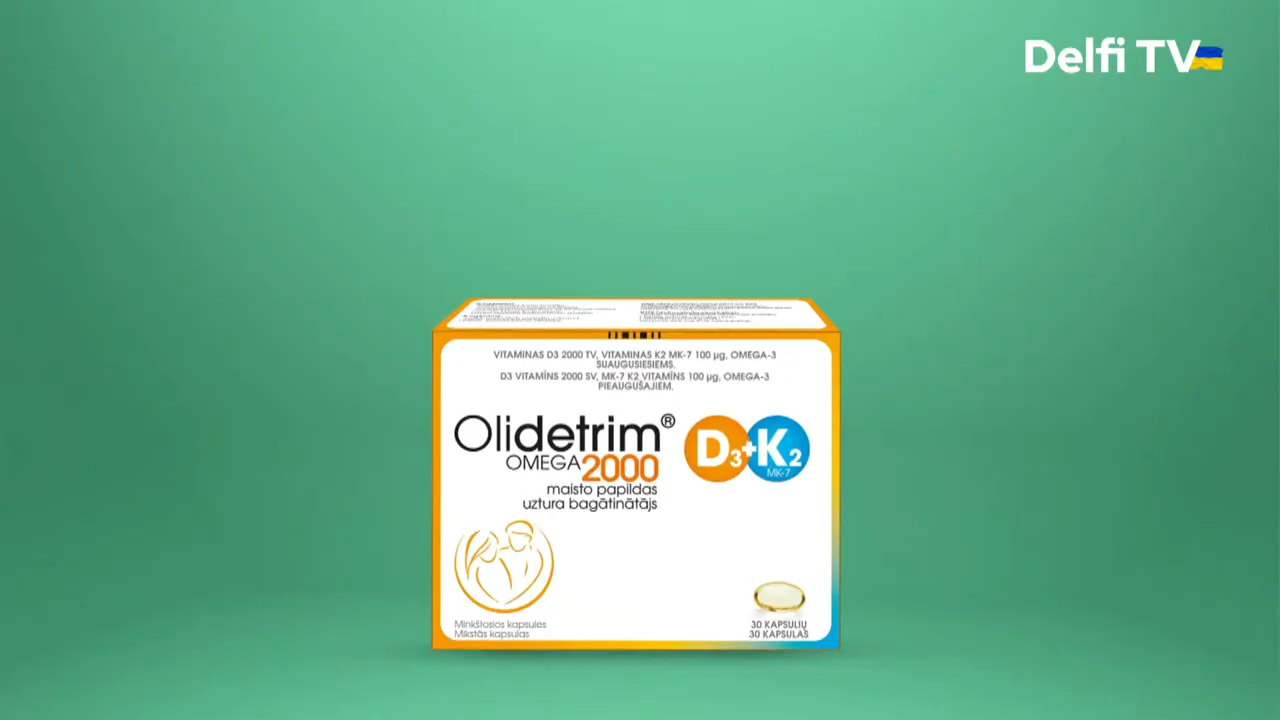 Delfi TV
VITAMINAS D3 2000 TV, VITAMINAS K2 MK-7 100 µg, OMEGA-3
SUAUGUSIESIEMS.
D3 VITAMĪNS 2000 SV, MK-7 K2 VITAMĪNS 100 µg, OMEGA-3
PIEAUGUŠAJIEM.
Olidetrim®
OMEGA 2000
D3+K2
MK-7
maisto papildas
uztura bagātinātājs
Minkštosios kapsulės
Mīkstās kapsulas
30 KAPSULIŲ
30 KAPSULAS